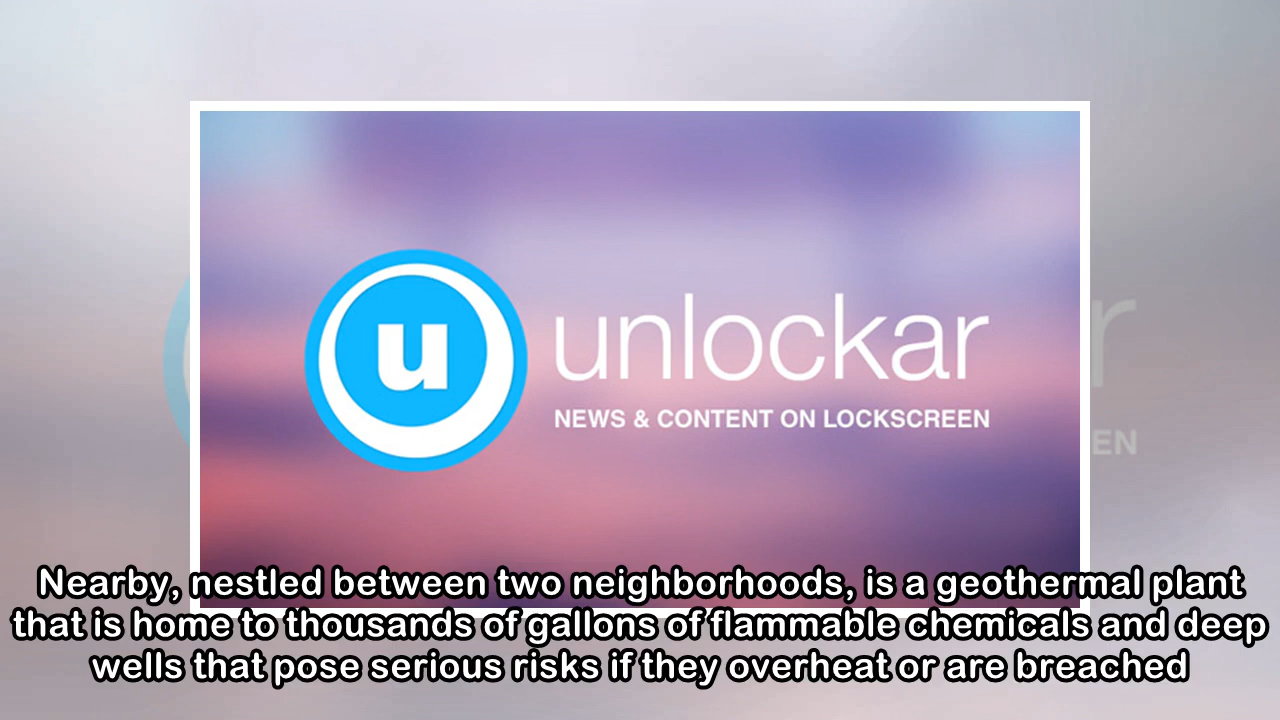 u
unlockar
NEWS & CONTENT ON LOCKSCREEN
r
EN
Nearby, nestled between two neighborhoods, is a geothermal plant
that is home to thousands of gallons of flammable chemicals and deep
wells that pose serious risks if they overheat or are breached